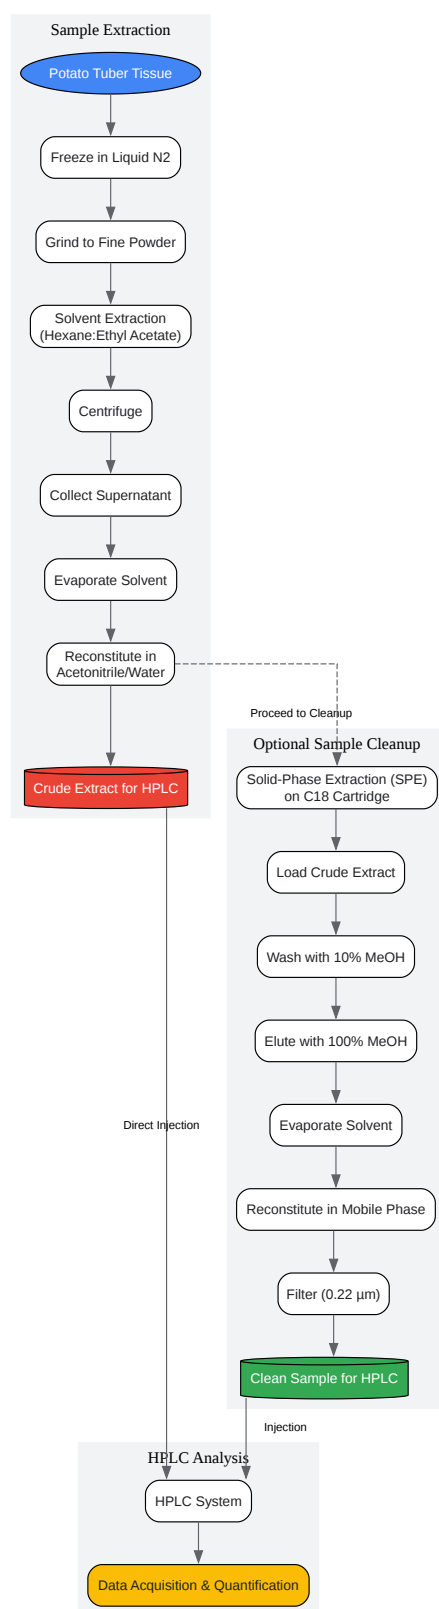 Sample Extraction
Potato Tuber Tissue
Freeze in Liquid N2
Grind to Fine Powder
Solvent Extraction
(Hexane:Ethyl Acetate)
Centrifuge
Collect Supernatant
Evaporate Solvent
Reconstitute in
Acetonitrile/Water
Proceed to Cleanup
Crude Extract for HPLC
Optional Sample Cleanup
Solid-Phase Extraction (SPE)
on C18 Cartridge
Load Crude Extract
Wash with 10% MeOH
Elute with 100% MeOH
Direct Injection
Evaporate Solvent
Reconstitute in Mobile Phase
Filter (0.22 µm)
Clean Sample for HPLC
Injection
HPLC Analysis
HPLC System
Data Acquisition & Quantification